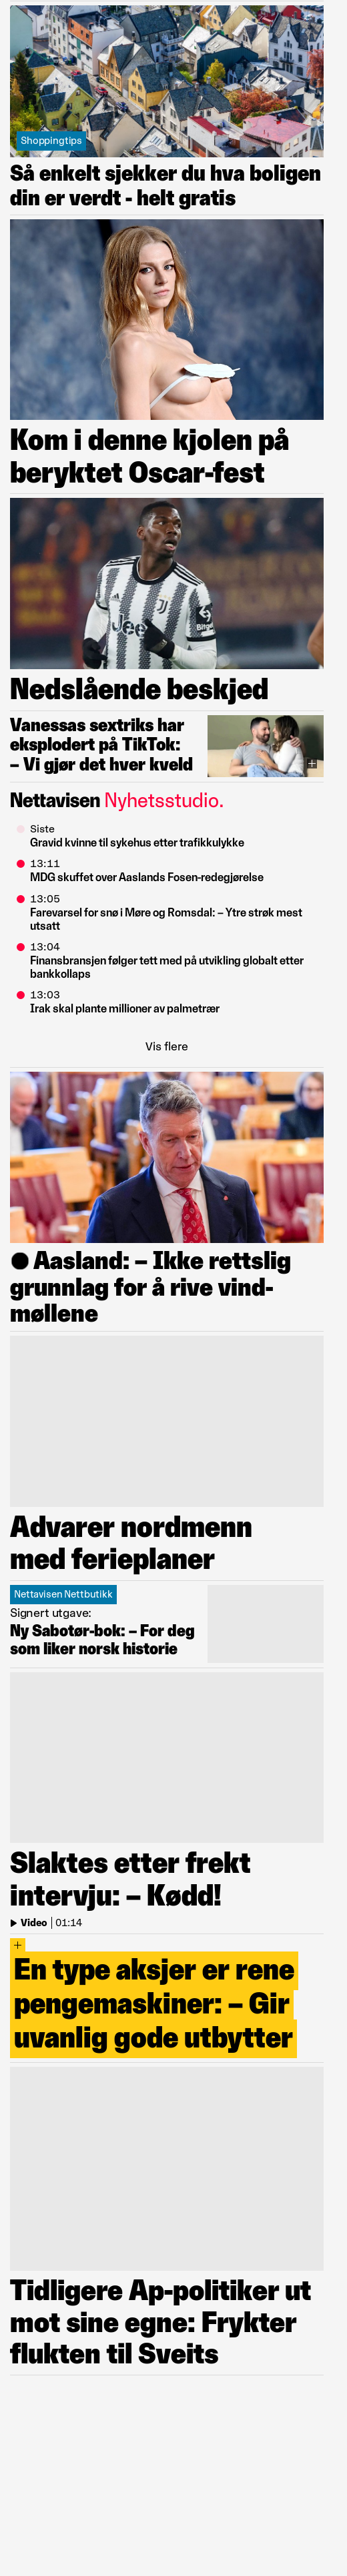 Shoppingtips
Så enkelt sjekker du hva boligen
din er verdt - helt gratis
Kom i denne kjolen på
beryktet Oscar-fest
Jeep
Bitge
Nedslående beskjed
Vanessas sextriks har
eksplodert på TikTok:
– Vi gjør det hver kveld
Nettavisen Nyhetsstudio.
Siste
Gravid kvinne til sykehus etter trafikkulykke
13:11
MDG skuffet over Aaslands Fosen-redegjørelse
13:05
Farevarsel for snø i Møre og Romsdal: – Ytre strøk mest
utsatt
13:04
Finansbransjen følger tett med på utvikling globalt etter
bankkollaps
13:03
Irak skal plante millioner av palmetrær
Vis flere
Aasland: – Ikke rettslig
grunnlag for å rive vind-
møllene
Advarer nordmenn
med ferieplaner
Nettavisen Nettbutikk
Signert utgave:
Ny Sabotør-bok: – For deg
som liker norsk historie
Slaktes etter frekt
intervju: – Kødd!
Video 01:14
+
En type aksjer er rene
pengemaskiner: – Gir
uvanlig gode utbytter
Tidligere Ap-politiker ut
mot sine egne: Frykter
flukten til Sveits